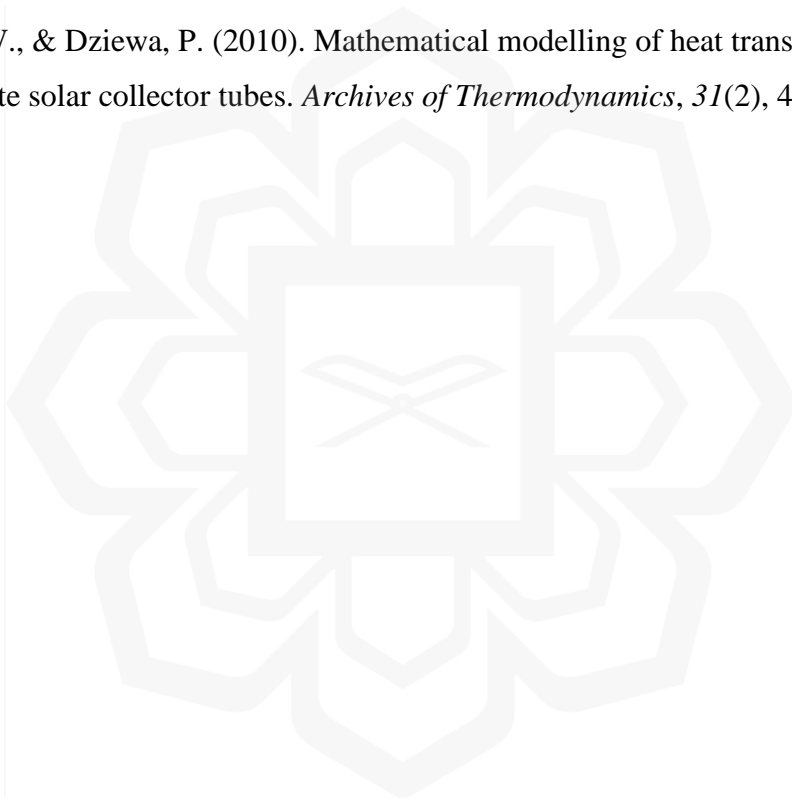 V., & Dziewa, P. (2010). Mathematical modelling of heat trans
te solar collector tubes. Archives of Thermodynamics, 31(2), 4